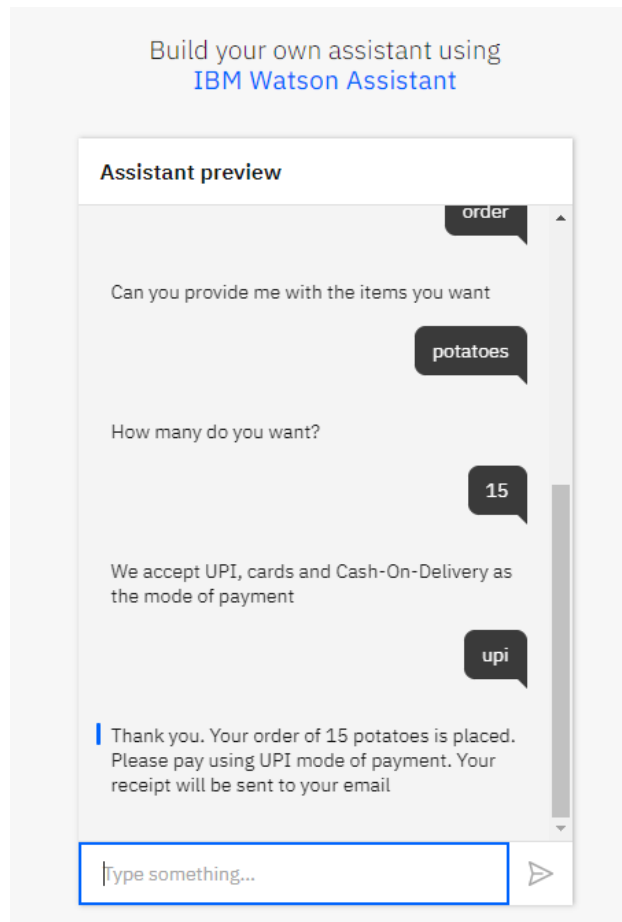 Build your own assistant using
IBM Watson Assistant
Assistant preview
order
Can you provide me with the items you want
potatoes
How many do you want?
15
We accept UPI, cards and Cash-On-Delivery as
the mode of payment
upi
Thank you. Your order of 15 potatoes is placed.
Please pay using UPI mode of payment. Your
receipt will be sent to your email
Type something...